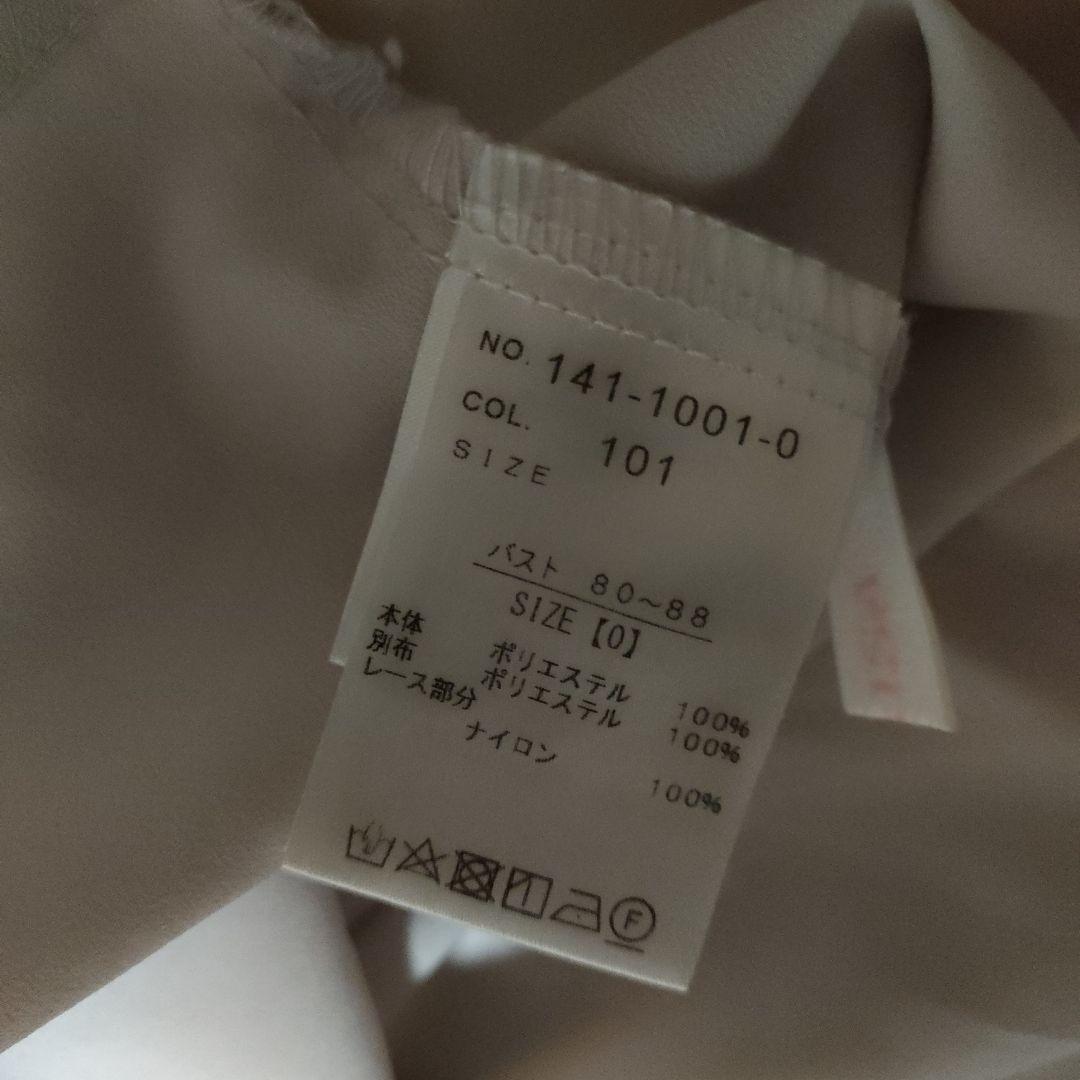 NO. 141-1001-0
COL. 101
SIZE
バスト 80~88
SIZE【0】
本体 ポリエステル 100%
別布 ポリエステル 100%
レース部分
ナイロン 100%
F